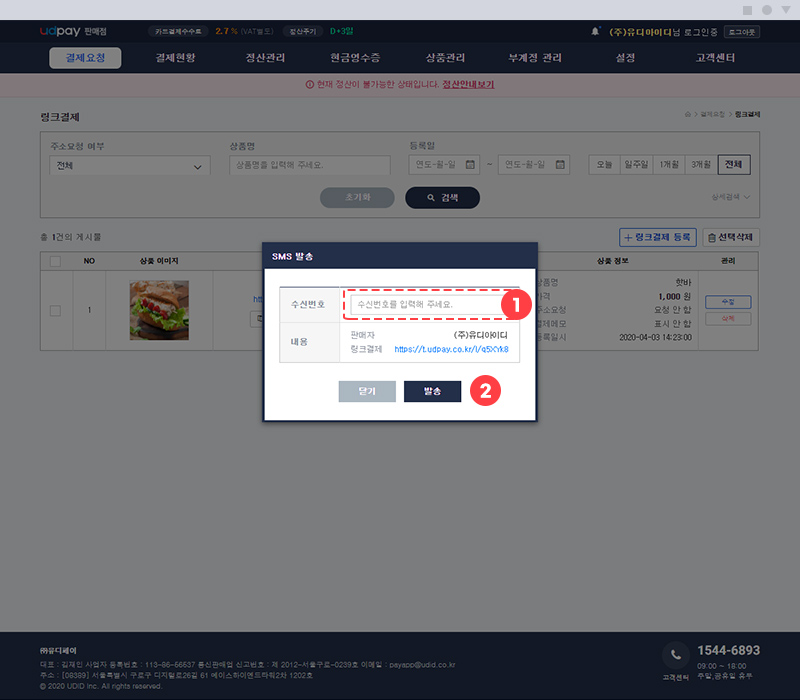 udpay 판매점
카드결제수수료 2.7 % (VAT별도) 정산주기 D+3일
(주)유디아이디님 로그인중 로그아웃
결제요청 결제현황 정산관리 현금영수증 상품관리 부계정 관리 설정 고객센터
현재 정산이 불가능한 상태입니다. 정산안내보기
링크결제
결제요청 > 링크결제
주소요청 여부 상품명 등록일
전체 상품명을 입력해 주세요. 연도-월-일 ~ 연도-월-일 오늘 일주일 1개월 3개월 전체
초기화 검색 상세검색
총 1건의 게시물
+ 링크결제 등록 선택삭제
NO 상품 이미지 상품 정보 관리
1
htt
상품명 핫바
가격 1,000 원
주소요청 요청 안 함
결제메모 표시 안 함
등록일시 2020-04-03 14:23:00
수정
삭제
SMS 발송
수신번호 수신번호를 입력해 주세요. 1
내용
판매자 (주)유디아이디
링크결제 https://t.udpay.co.kr/l/q5XYk8
닫기 발송 2
㈜유디페이
대표 : 김재인 사업자 등록번호 : 113-86-66537 통신판매업 신고번호 : 제 2012-서울구로-0239호 이메일 : payapp@udid.co.kr
주소 : [08389] 서울특별시 구로구 디지털로26길 61 에이스하이엔드타워2차 1202호
© 2020 UDID Inc. All rights reserved.
고객센터
1544-6893
09:00 ~ 18:00
주말,공휴일 휴무